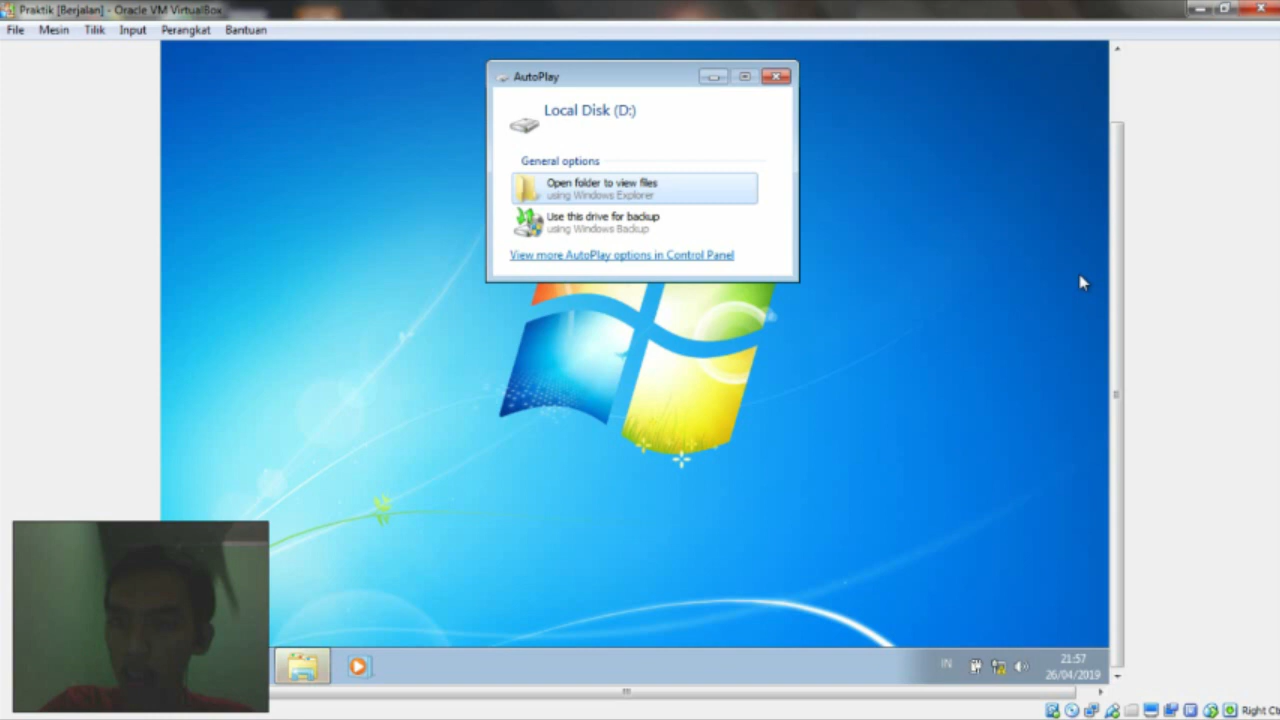 Praktik [Berjalan] - Oracle VM VirtualBox
File Mesin Tilik Input Perangkat Bantuan
AutoPlay
Local Disk (D:)
General options
Open folder to view files
using Windows Explorer
Use this drive for backup
using Windows Backup
View more AutoPlay options in Control Panel
IN
21:57
26/04/2019
Right Ct